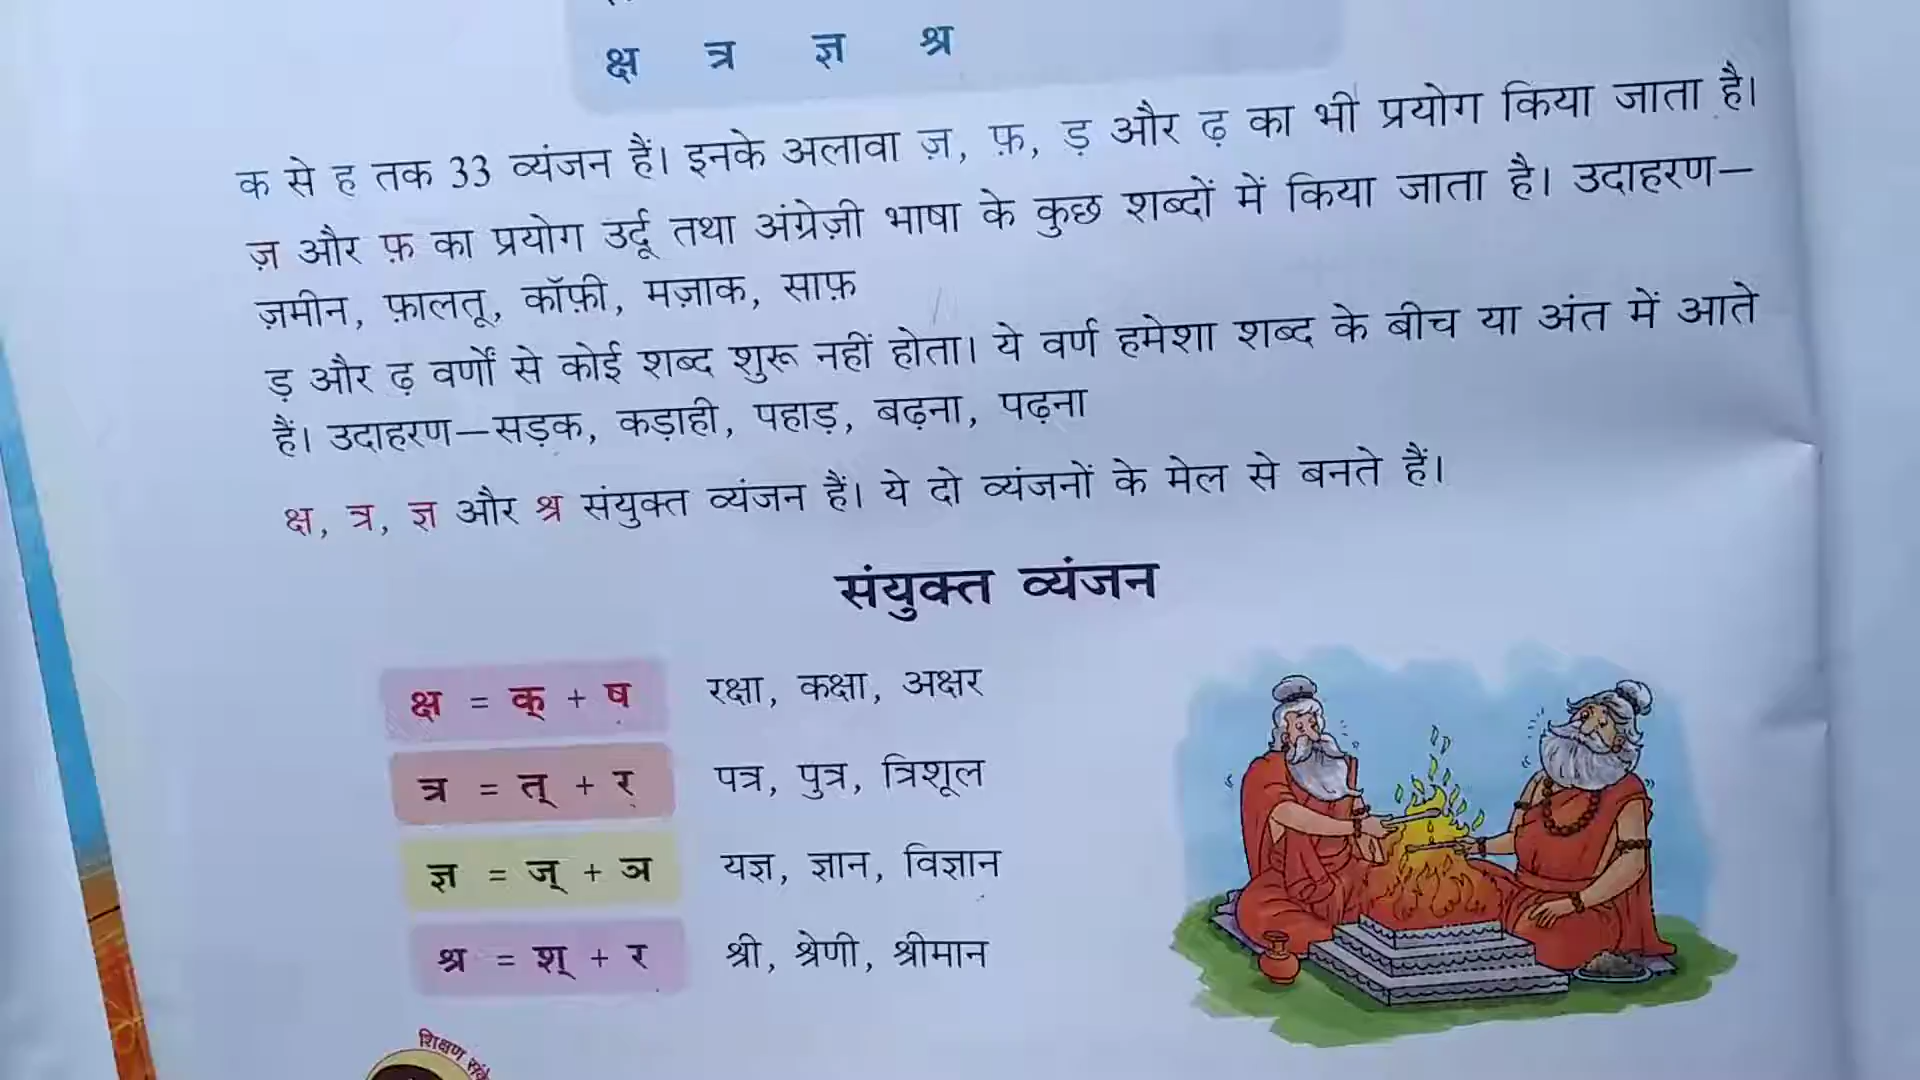 क्ष त्र ज्ञ श्र
क से ह तक 33 व्यंजन हैं। इनके अलावा ज़, फ़, ड़ और ढ़ का भी प्रयोग किया जाता है।
ज़ और फ़ का प्रयोग उर्दू तथा अंग्रेज़ी भाषा के कुछ शब्दों में किया जाता है। उदाहरण—
ज़मीन, फ़ालतू, कॉफ़ी, मज़ाक, साफ़
ड़ और ढ़ वर्णों से कोई शब्द शुरू नहीं होता। ये वर्ण हमेशा शब्द के बीच या अंत में आते
हैं। उदाहरण—सड़क, कड़ाही, पहाड़, बढ़ना, पढ़ना
क्ष, त्र, ज्ञ और श्र संयुक्त व्यंजन हैं। ये दो व्यंजनों के मेल से बनते हैं।
संयुक्त व्यंजन
क्ष = क् + ष रक्षा, कक्षा, अक्षर
त्र = त् + र पत्र, पुत्र, त्रिशूल
ज्ञ = ज् + ञ यज्ञ, ज्ञान, विज्ञान
श्र = श् + र श्री, श्रेणी, श्रीमान
शिक्षण